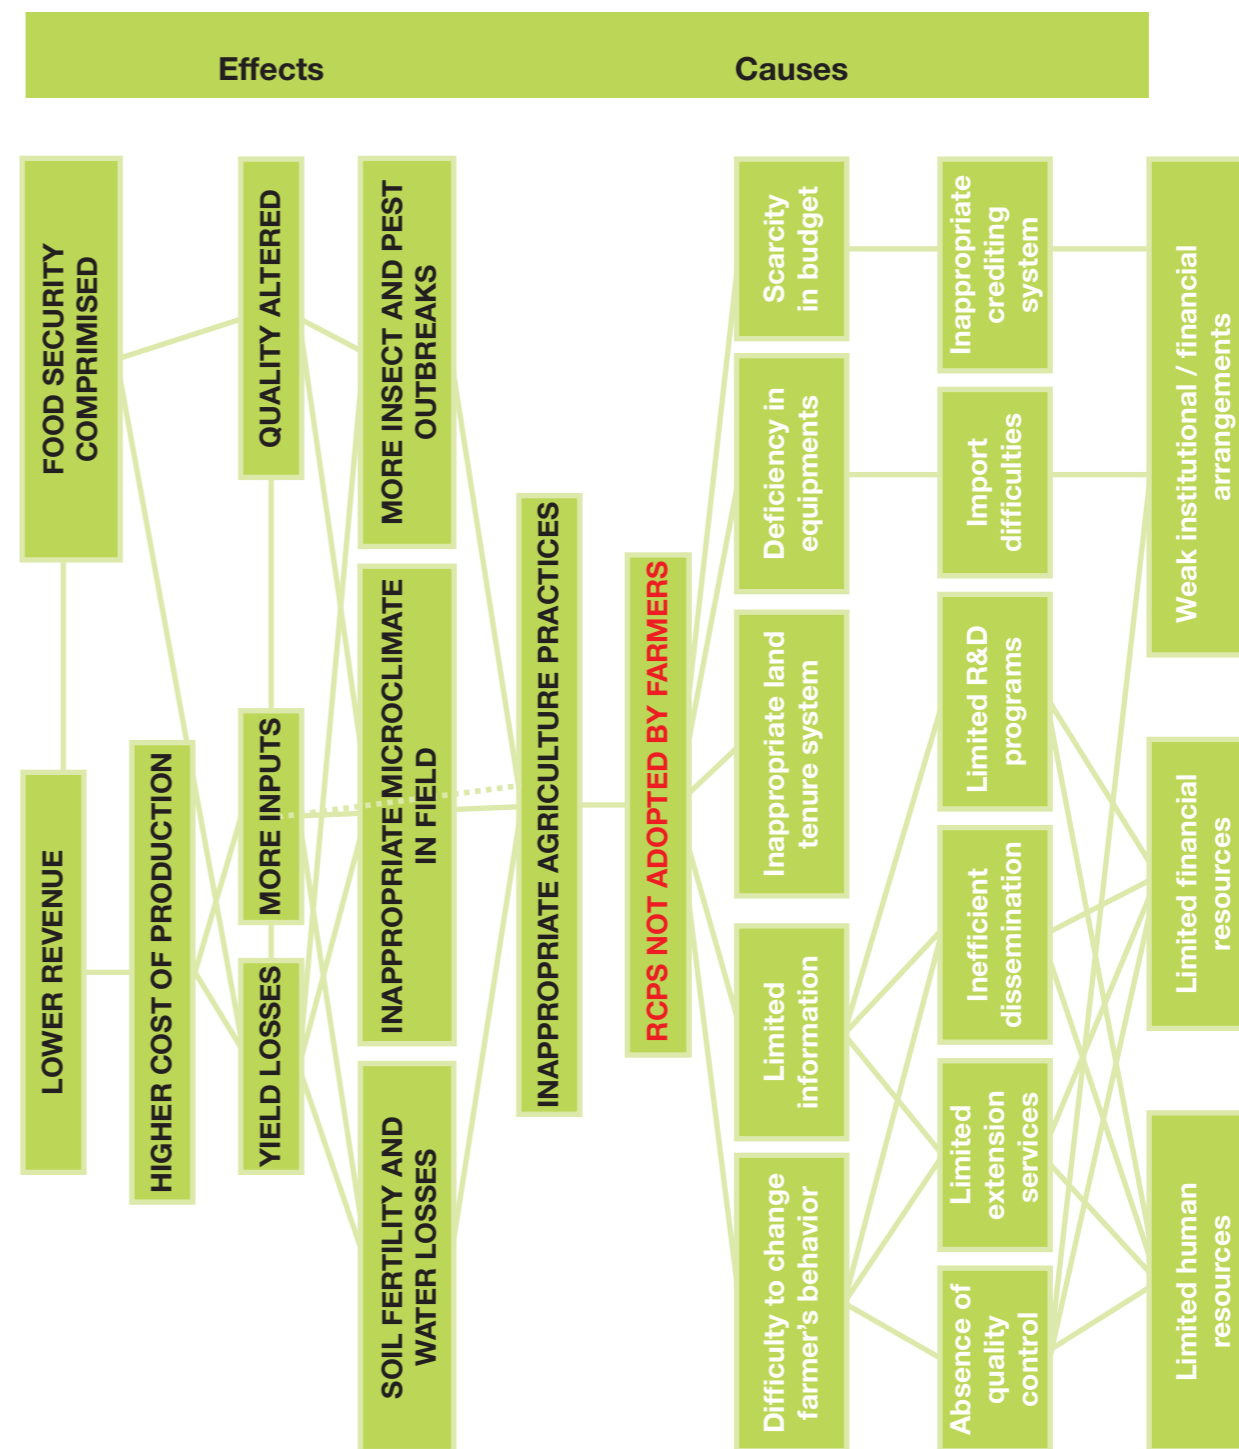 Effects
Causes
FOOD SECURITY
COMPRIMISED
LOWER REVENUE
HIGHER COST OF PRODUCTION
QUALITY ALTERED
MORE INPUTS
YIELD LOSSES
MORE INSECT AND PEST
OUTBREAKS
INAPPROPRIATE MICROCLIMATE
IN FIELD
SOIL FERTILITY AND
WATER LOSSES
INAPPROPRIATE AGRICULTURE PRACTICES
RCPS NOT ADOPTED BY FARMERS
Scarcity
in budget
Deficiency in
equipments
Inappropriate land
tenure system
Limited
information
Difficulty to change
farmer's behavior
Inappropriate
crediting
system
Import
difficulties
Limited R&D
programs
Inefficient
dissemination
Limited
extension
services
Absence of
quality
control
Weak institutional / financial
arrangements
Limited financial
resources
Limited human
resources